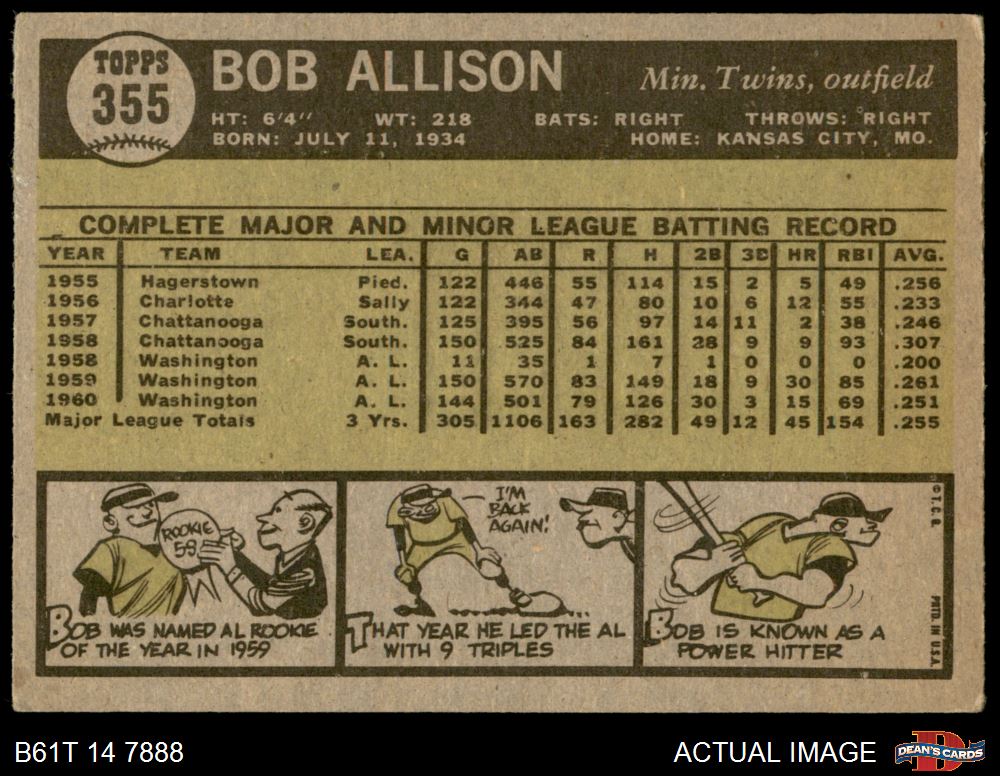 TOPPS
355
BOB ALLISON
Min. Twins, outfield
HT: 6'4" WT: 218 BATS: RIGHT THROWS: RIGHT
BORN: JULY 11, 1934 HOME: KANSAS CITY, MO.
COMPLETE MAJOR AND MINOR LEAGUE BATTING RECORD
YEAR TEAM LEA. G AB R H 2B 3B HR RBI AVG.
1955 Hagerstown Pied. 122 446 55 114 15 2 5 49 .256
1956 Charlotte Sally 122 344 47 80 10 6 12 55 .233
1957 Chattanooga South. 125 395 56 97 14 11 2 38 .246
1958 Chattanooga South. 150 525 84 161 28 9 9 93 .307
1958 Washington A. L. 11 35 1 7 1 0 0 0 .200
1959 Washington A. L. 150 570 83 149 18 9 30 85 .261
1960 Washington A. L. 144 501 79 126 30 3 15 69 .251
Major League Totals 3 Yrs. 305 1106 163 282 49 12 45 154 .255
ROOKIE
59
BOB WAS NAMED AL ROOKIE
OF THE YEAR IN 1959
I'M
BACK
AGAIN!
THAT YEAR HE LED THE AL
WITH 9 TRIPLES
BOB IS KNOWN AS A
POWER HITTER
© T.C.G.
PRTD. IN U.S.A.
B61T 14 7888
ACTUAL IMAGE
DEAN'S CARDS